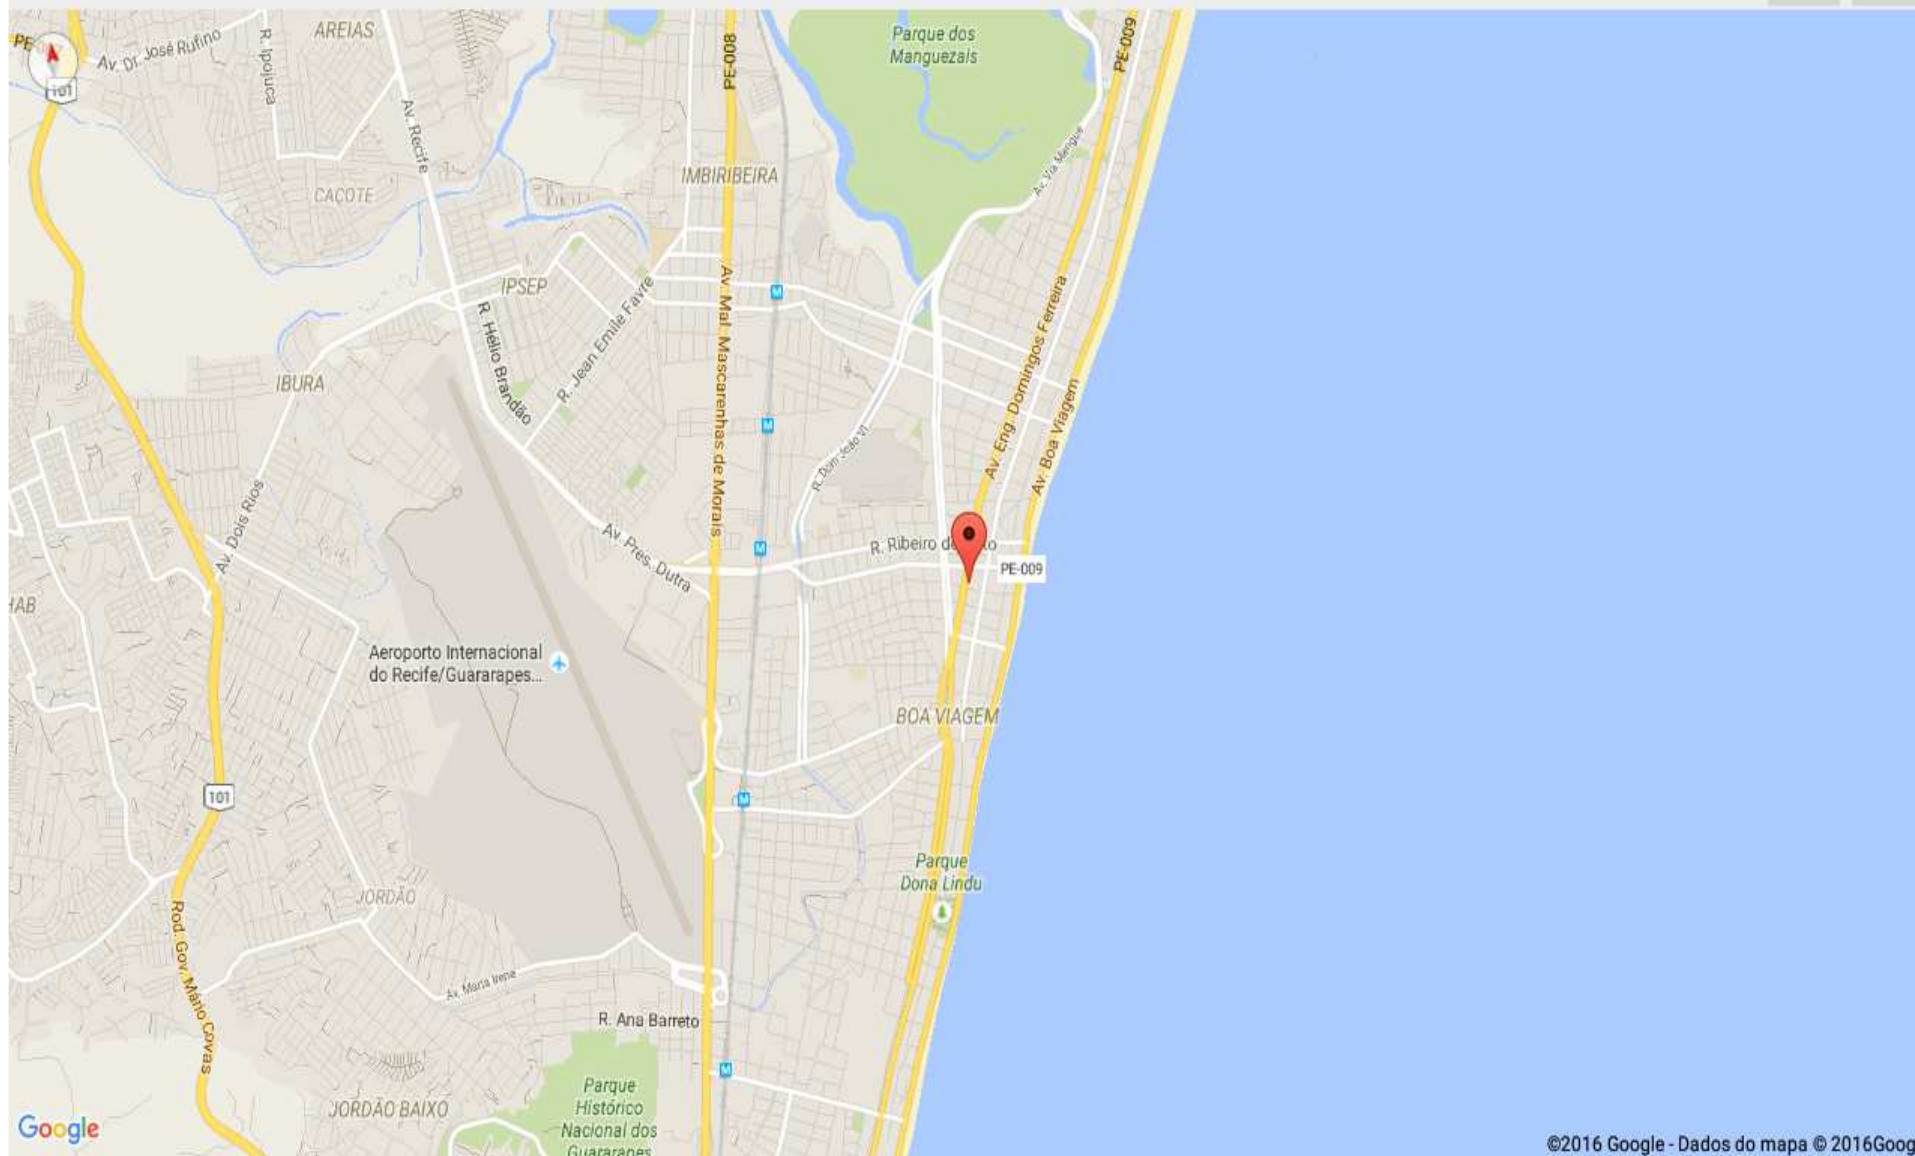 AREIAS
Av. Dr. José Rufino
R. Ipojuca
101
PE-008
Parque dos
Manguezais
PE-009
Av. Recife
Av. Via Mangue
CAÇOTE
IMBIRIBEIRA
IPSEP
R. Hélio Brandão
R. Jean Emile Favre
Av. Mal. Mascarenhas de Morais
M
Av. Eng. Domingos Ferreira
IBURA
Av. Boa Viagem
M
R. Dom João VI
Av. Dois Rios
Av. Pres. Dutra
M
R. Ribeiro de
PE-009
Aeroporto Internacional
do Recife/Guararapes...
BOA VIAGEM
101
M
Parque
Dona Lindu
JORDÃO
Rod. Gov. Mário Covas
Av. Maria Irene
R. Ana Barreto
M
Parque
Histórico
Nacional dos
Guararapes
JORDÃO BAIXO
Google
©2016 Google - Dados do mapa © 2016Goog